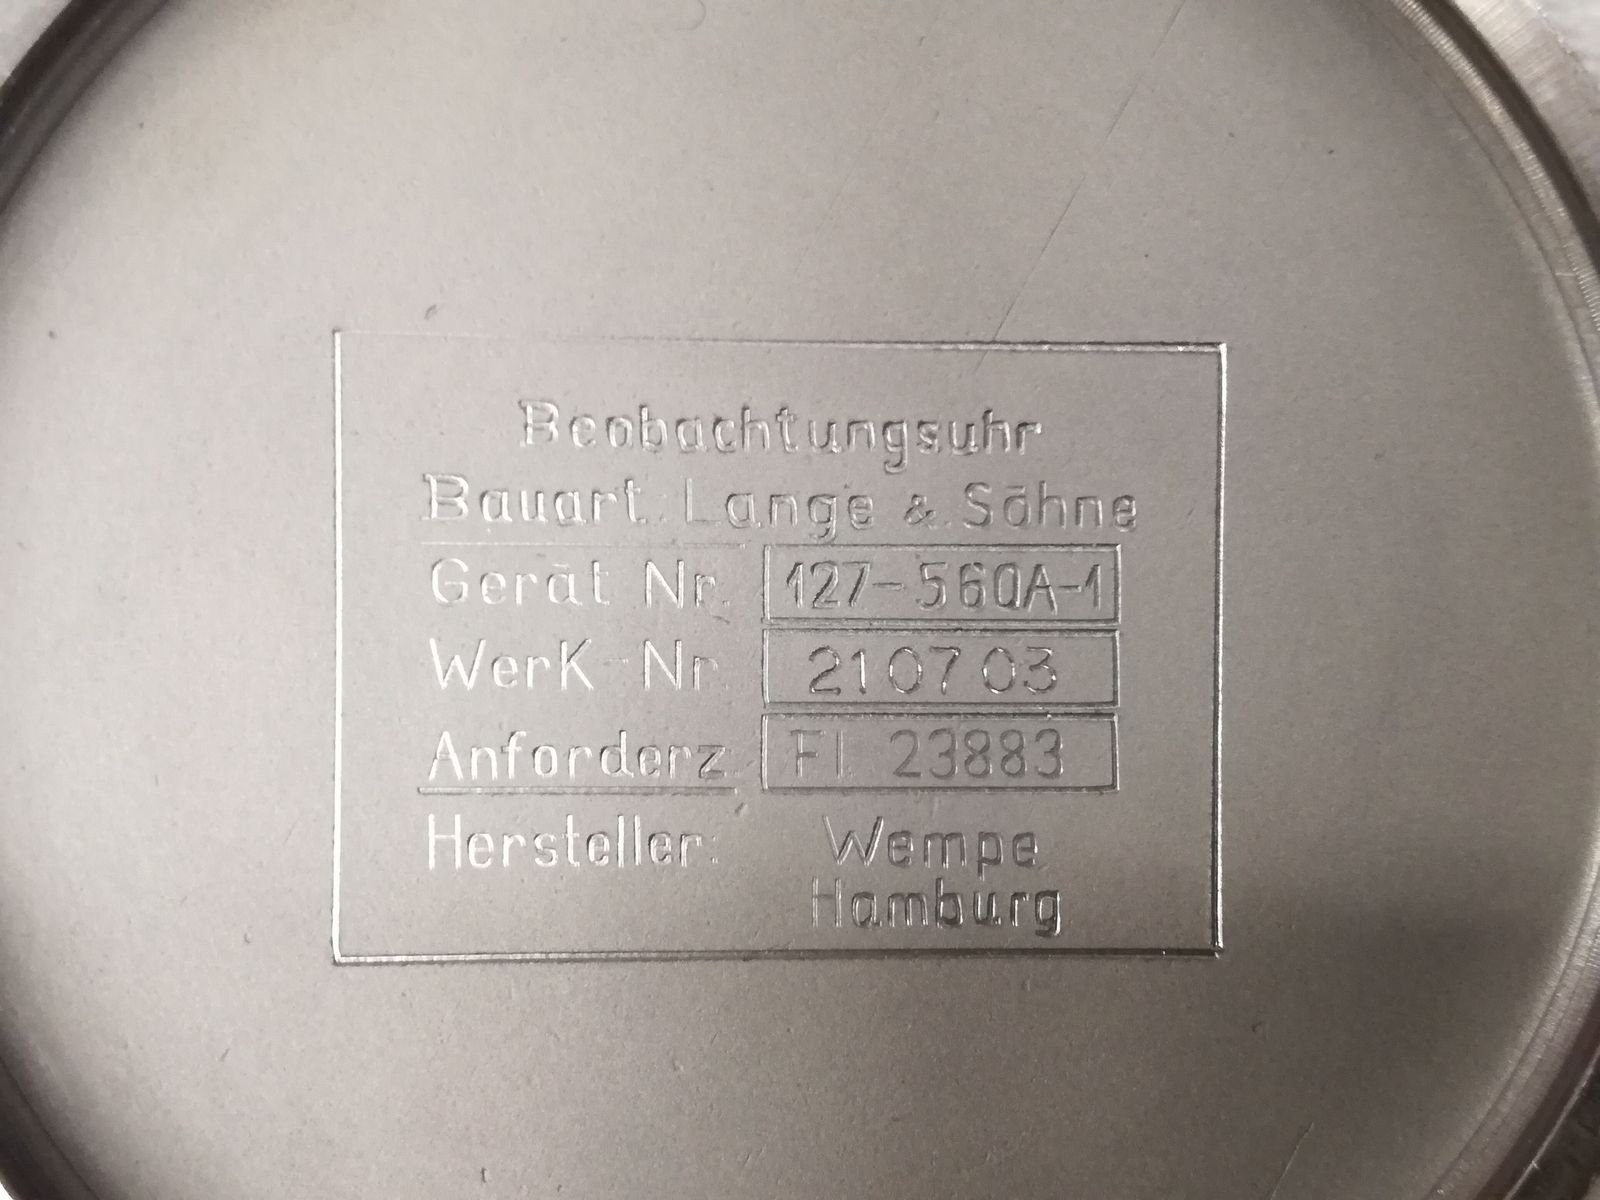 Beobachtungsuhr
Bauart: Lange & Söhne
Gerät Nr. 127-560A-1
WerK-Nr. 210703
Anforderz. Fl. 23883
Hersteller: Wempe
Hamburg